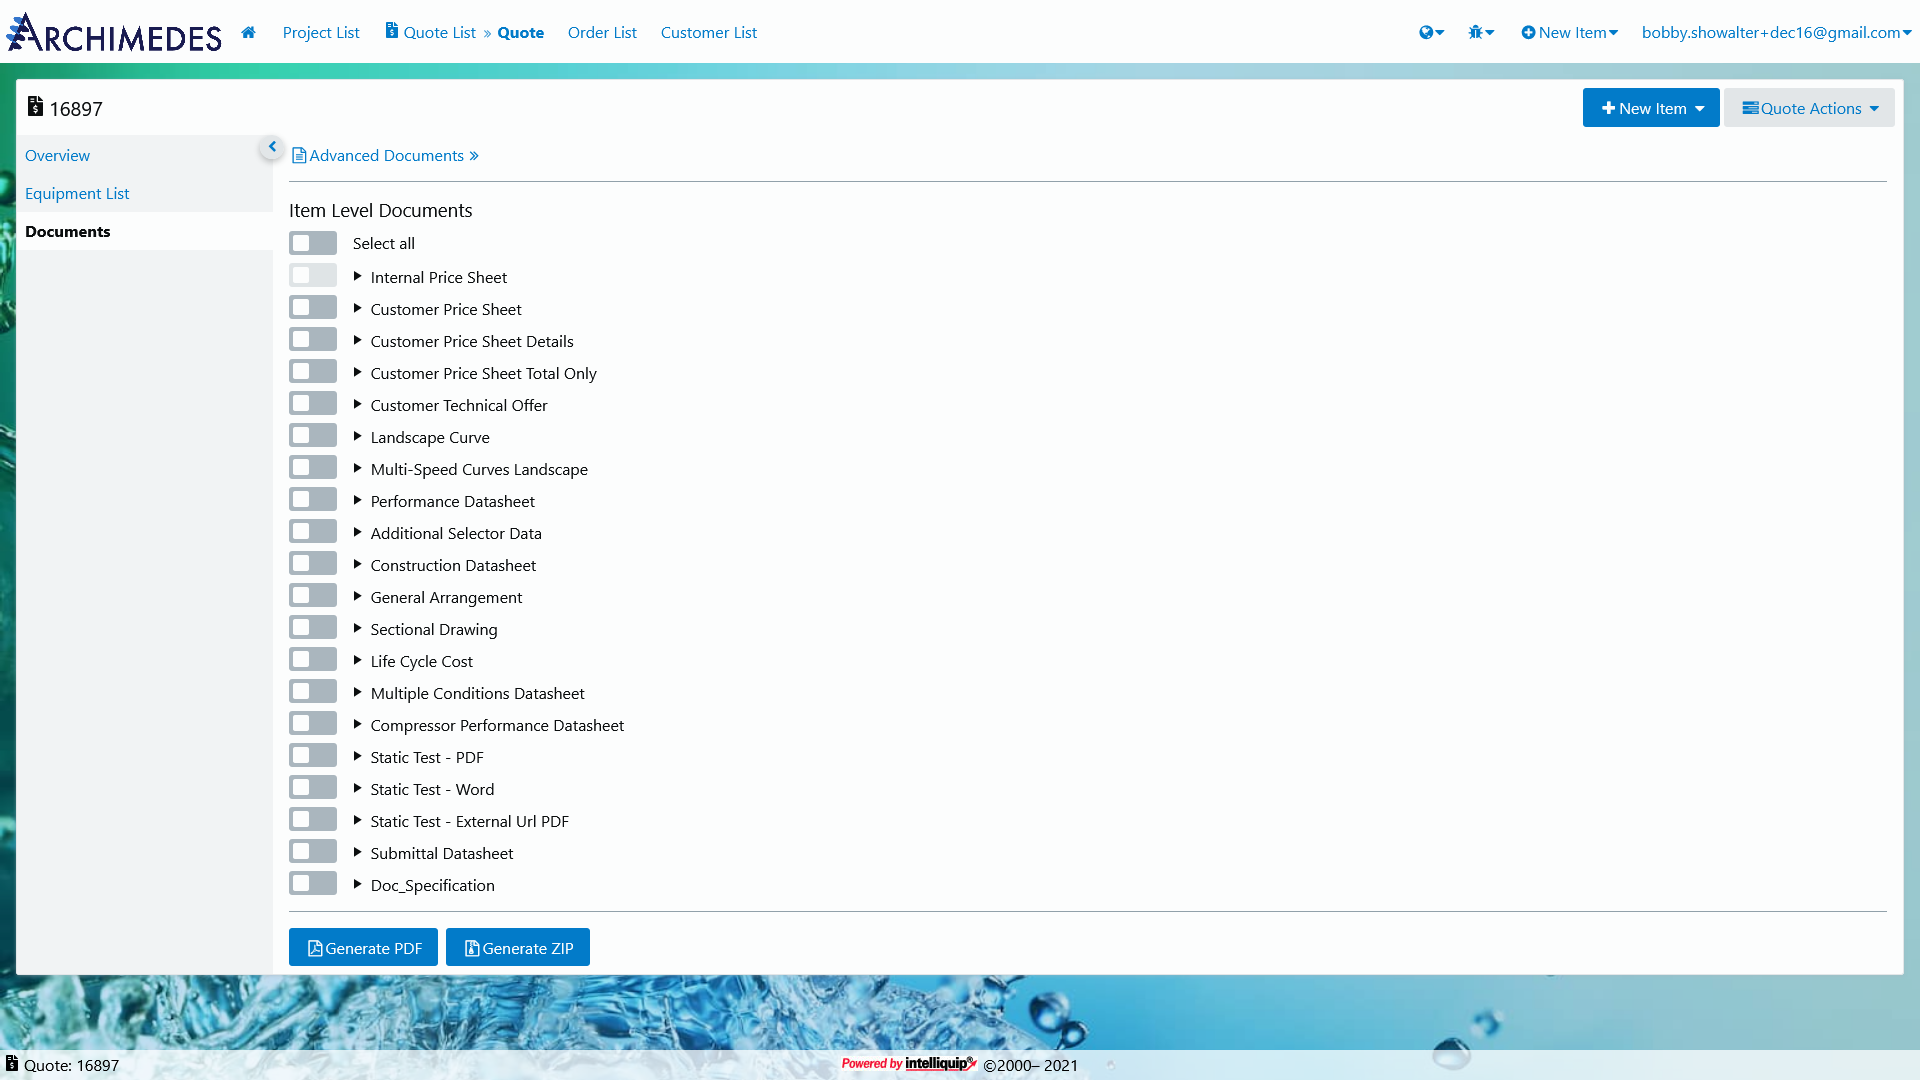 ARCHIMEDES
Project List
Quote List » Quote
Order List
Customer List
New Item
bobby.showalter+dec16@gmail.com
16897
New Item
Quote Actions
Overview
Equipment List
Documents
Advanced Documents »
Item Level Documents
Select all
Internal Price Sheet
Customer Price Sheet
Customer Price Sheet Details
Customer Price Sheet Total Only
Customer Technical Offer
Landscape Curve
Multi-Speed Curves Landscape
Performance Datasheet
Additional Selector Data
Construction Datasheet
General Arrangement
Sectional Drawing
Life Cycle Cost
Multiple Conditions Datasheet
Compressor Performance Datasheet
Static Test - PDF
Static Test - Word
Static Test - External Url PDF
Submittal Datasheet
Doc_Specification
Generate PDF
Generate ZIP
Quote: 16897
Powered by intelliquip® ©2000– 2021